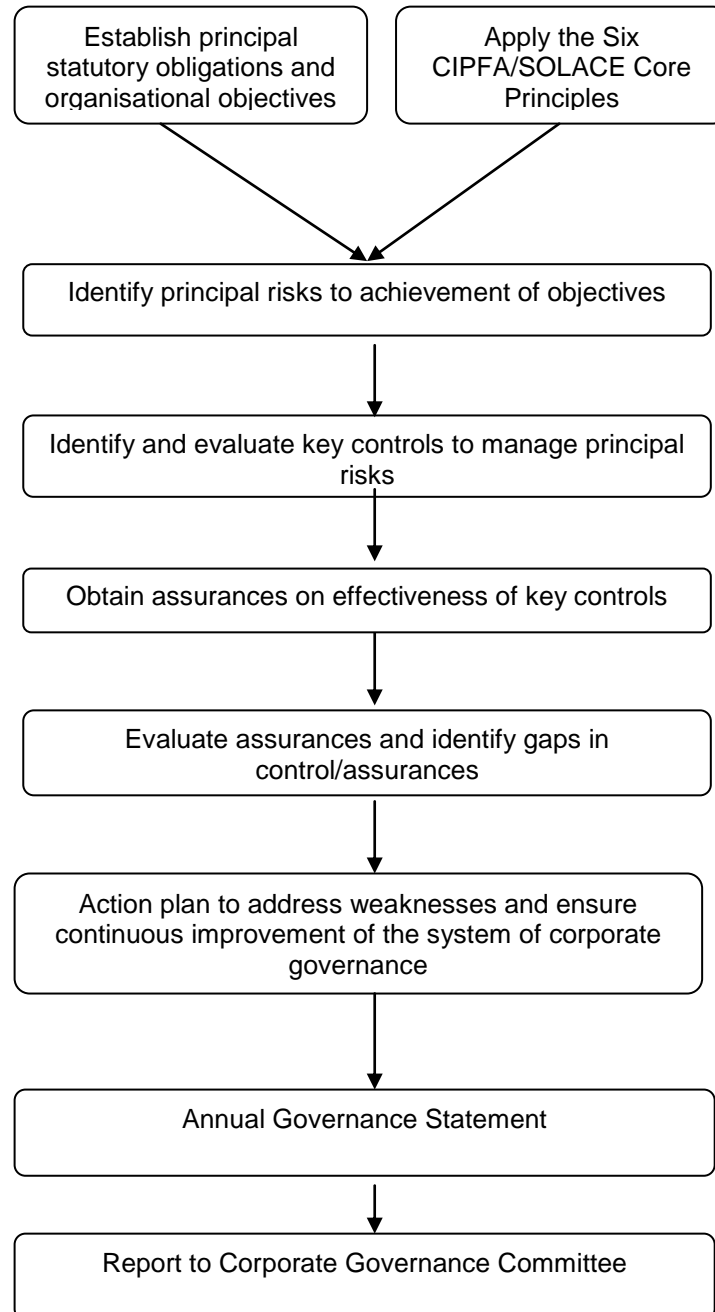 Establish principal
statutory obligations and
organisational objectives
Apply the Six
CIPFA/SOLACE Core
Principles
Identify principal risks to achievement of objectives
Identify and evaluate key controls to manage principal
risks
Obtain assurances on effectiveness of key controls
Evaluate assurances and identify gaps in
control/assurances
Action plan to address weaknesses and ensure
continuous improvement of the system of corporate
governance
Annual Governance Statement
Report to Corporate Governance Committee